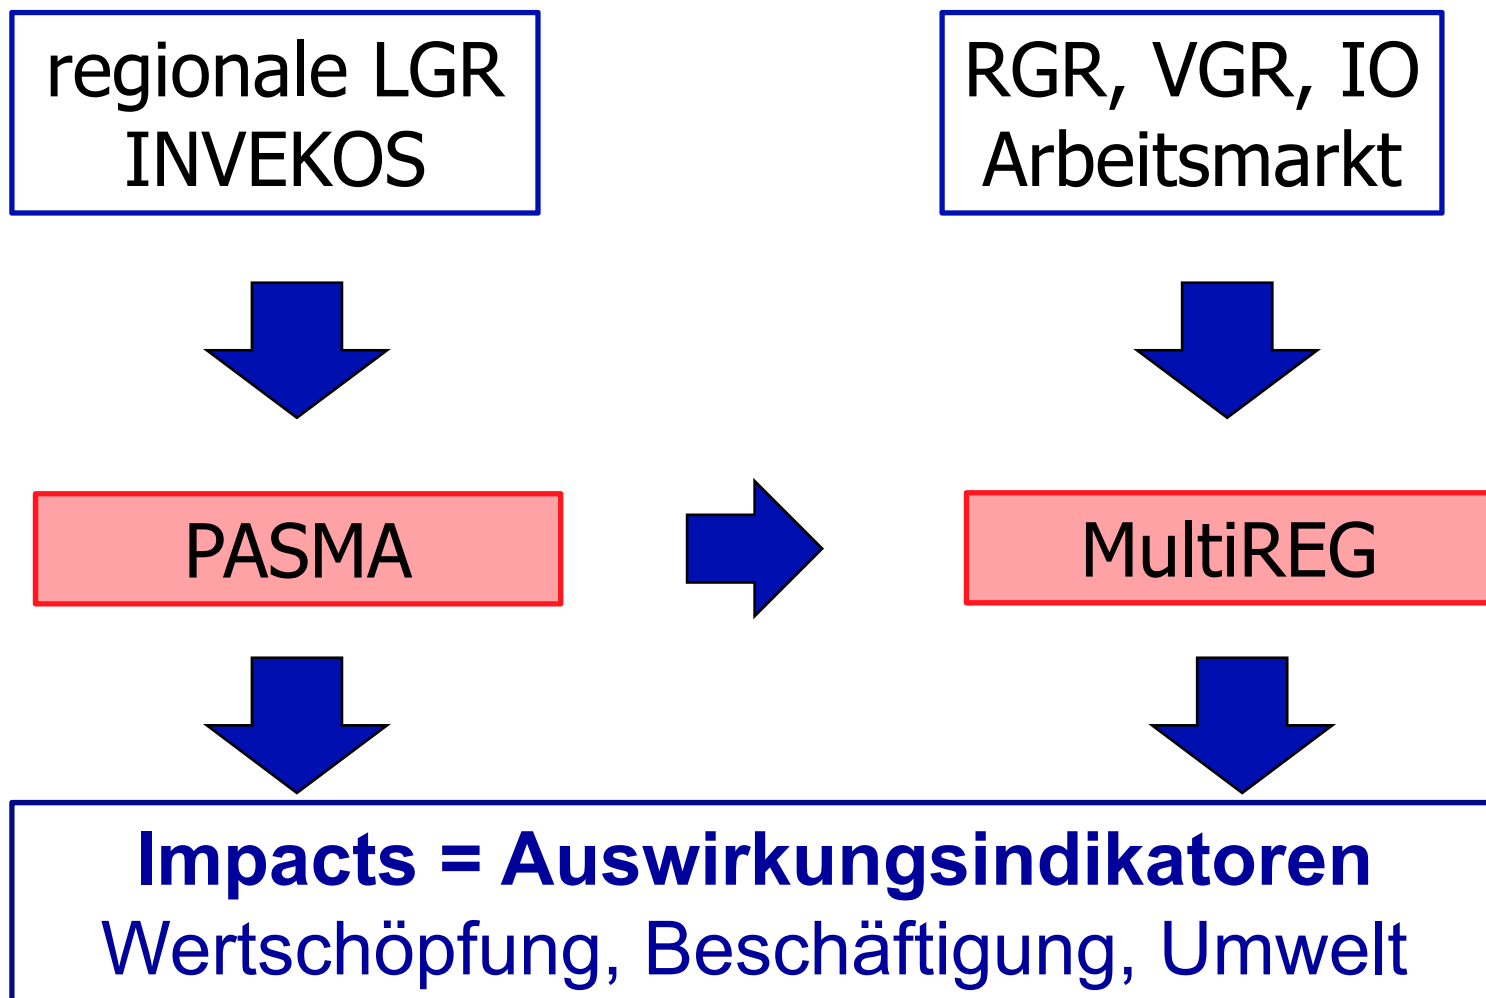 regionale LGR
INVEKOS
RGR, VGR, IO
Arbeitsmarkt
PASMA
MultiREG
Impacts = Auswirkungsindikatoren
Wertschöpfung, Beschäftigung, Umwelt